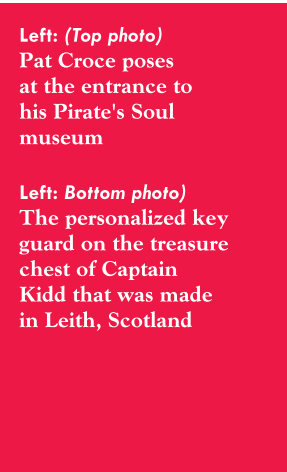 Left: (Top photo)
Pat Croce poses
at the entrance to
his Pirate's Soul
museum
Left: Bottom photo)
The personalized key
guard on the treasure
chest of Captain
Kidd that was made
in Leith, Scotland